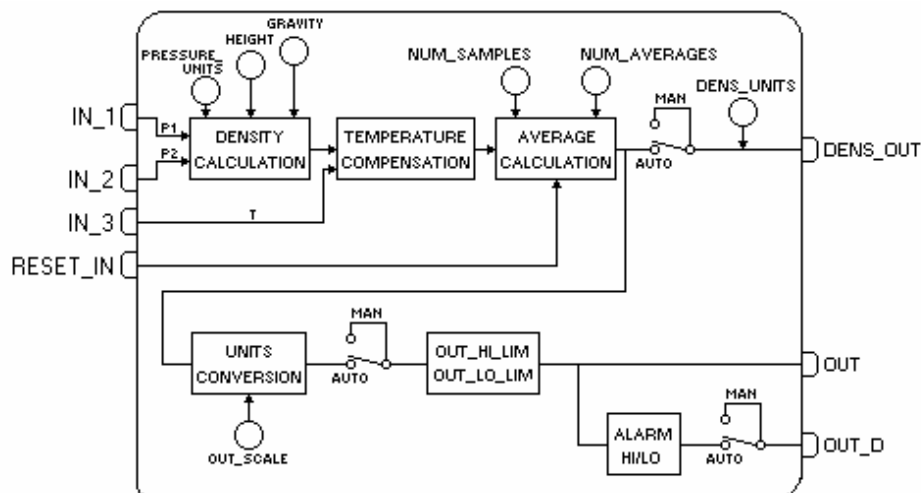 GRAVITY
HEIGHT
PRESSURE_
UNITS
NUM_SAMPLES
NUM_AVERAGES
DENS_UNITS
MAN
IN_1
P1
DENSITY
CALCULATION
TEMPERATURE
COMPENSATION
AVERAGE
CALCULATION
AUTO
DENS_OUT
P2
IN_2
IN_3
T
RESET_IN
MAN
UNITS
CONVERSION
AUTO
OUT_HI_LIM
OUT_LO_LIM
OUT
OUT_SCALE
MAN
ALARM
HI/LO
AUTO
OUT_D